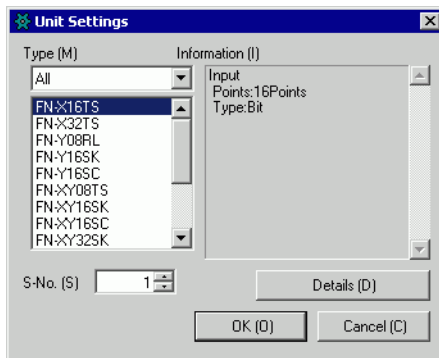 Unit Settings
Type (M)
Information (I)
All
Input
Points:16Points
Type:Bit
FN-X16TS
FN-X32TS
FN-Y08RL
FN-Y16SK
FN-Y16SC
FN-XY08TS
FN-XY16SK
FN-XY16SC
FN-XY32SK
S-No. (S)
1
Details (D)
OK (O)
Cancel (C)